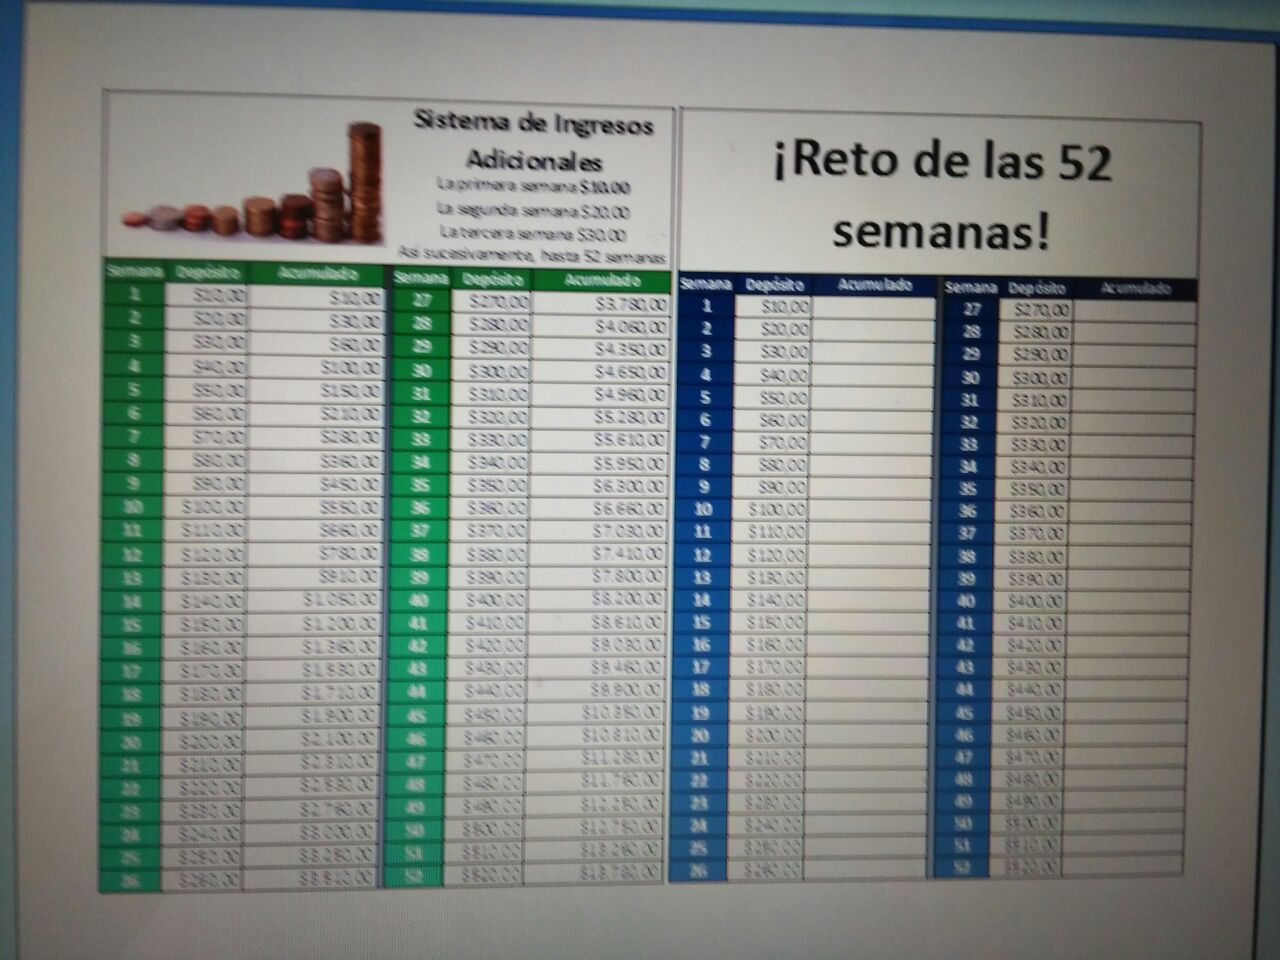 Sistema de Ingresos
Adicionales
La primera semana $10.00
La segunda semana $20.00
La tercera semana $30.00
Así sucesivamente, hasta 52 semanas
¡Reto de las 52
semanas!
Semana Depósito Acumulado Semana Depósito Acumulado Semana Depósito Acumulado Semana Depósito Acumulado
1 $10,00 $10,00 27 $270,00 $3.780,00 1 $10,00 27 $270,00
2 $20,00 $30,00 28 $280,00 $4.060,00 2 $20,00 28 $280,00
3 $30,00 $60,00 29 $290,00 $4.350,00 3 $30,00 29 $290,00
4 $40,00 $100,00 30 $300,00 $4.650,00 4 $40,00 30 $300,00
5 $50,00 $150,00 31 $310,00 $4.960,00 5 $50,00 31 $310,00
6 $60,00 $210,00 32 $320,00 $5.280,00 6 $60,00 32 $320,00
7 $70,00 $280,00 33 $330,00 $5.610,00 7 $70,00 33 $330,00
8 $80,00 $360,00 34 $340,00 $5.950,00 8 $80,00 34 $340,00
9 $90,00 $450,00 35 $350,00 $6.300,00 9 $90,00 35 $350,00
10 $100,00 $550,00 36 $360,00 $6.660,00 10 $100,00 36 $360,00
11 $110,00 $660,00 37 $370,00 $7.030,00 11 $110,00 37 $370,00
12 $120,00 $780,00 38 $380,00 $7.410,00 12 $120,00 38 $380,00
13 $130,00 $910,00 39 $390,00 $7.800,00 13 $130,00 39 $390,00
14 $140,00 $1.050,00 40 $400,00 $8.200,00 14 $140,00 40 $400,00
15 $150,00 $1.200,00 41 $410,00 $8.610,00 15 $150,00 41 $410,00
16 $160,00 $1.360,00 42 $420,00 $9.030,00 16 $160,00 42 $420,00
17 $170,00 $1.530,00 43 $430,00 $9.460,00 17 $170,00 43 $430,00
18 $180,00 $1.710,00 44 $440,00 $9.900,00 18 $180,00 44 $440,00
19 $190,00 $1.900,00 45 $450,00 $10.350,00 19 $190,00 45 $450,00
20 $200,00 $2.100,00 46 $460,00 $10.810,00 20 $200,00 46 $460,00
21 $210,00 $2.310,00 47 $470,00 $11.280,00 21 $210,00 47 $470,00
22 $220,00 $2.530,00 48 $480,00 $11.760,00 22 $220,00 48 $480,00
23 $230,00 $2.760,00 49 $490,00 $12.250,00 23 $230,00 49 $490,00
24 $240,00 $3.000,00 50 $500,00 $12.750,00 24 $240,00 50 $500,00
25 $250,00 $3.250,00 51 $510,00 $13.260,00 25 $250,00 51 $510,00
26 $260,00 $3.510,00 52 $520,00 $13.780,00 26 $260,00 52 $520,00